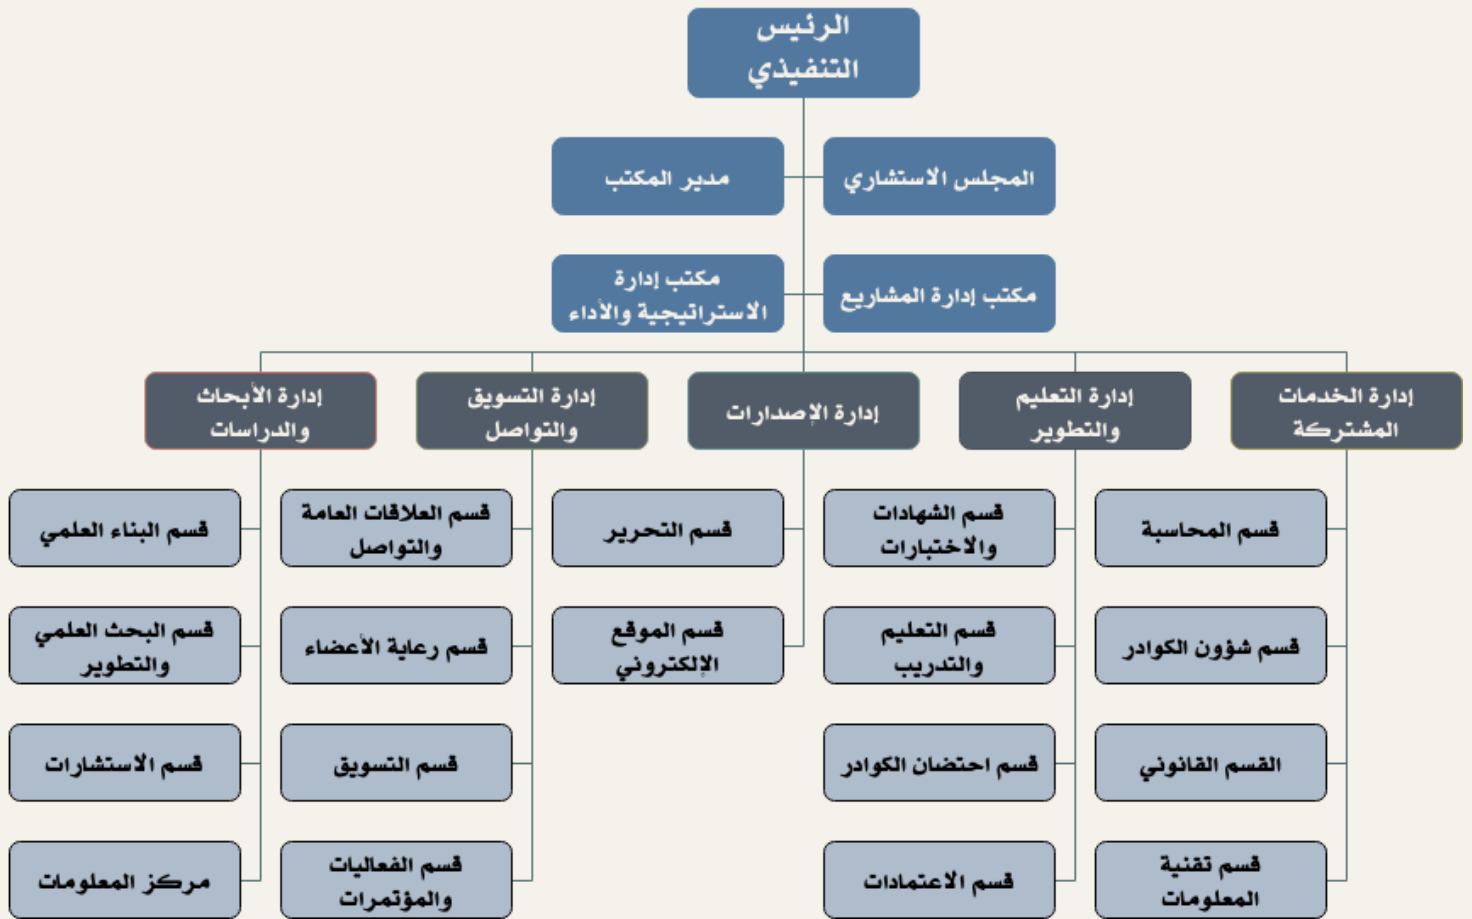 الرئيس
التنفيذي
المجلس الاستشاري
مدير المكتب
مكتب إدارة المشاريع
مكتب إدارة
الاستراتيجية والأداء
إدارة الخدمات
المشتركة
إدارة التعليم
والتطوير
إدارة الإصدارات
إدارة التسويق
والتواصل
إدارة الأبحاث
والدراسات
قسم المحاسبة
قسم شؤون الكوادر
القسم القانوني
قسم تقنية
المعلومات
قسم الشهادات
والاختبارات
قسم التعليم
والتدريب
قسم احتضان الكوادر
قسم الاعتمادات
قسم التحرير
قسم الموقع
الإلكتروني
قسم العلاقات العامة
والتواصل
قسم رعاية الأعضاء
قسم التسويق
قسم الفعاليات
والمؤتمرات
قسم البناء العلمي
قسم البحث العلمي
والتطوير
قسم الاستشارات
مركز المعلومات